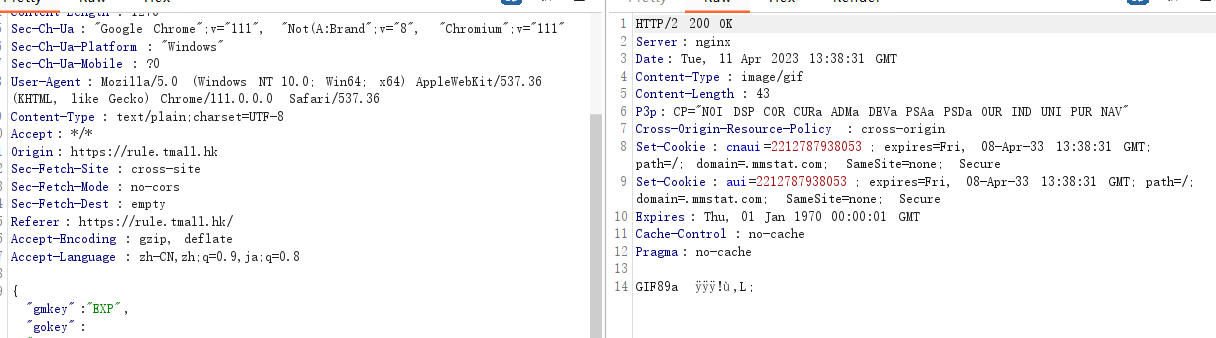 Content-Length : 1276
Sec-Ch-Ua : "Google Chrome";v="111", "Not(A:Brand";v="8", "Chromium";v="111"
Sec-Ch-Ua-Platform : "Windows"
Sec-Ch-Ua-Mobile : ?0
User-Agent : Mozilla/5.0 (Windows NT 10.0; Win64; x64) AppleWebKit/537.36
(KHTML, like Gecko) Chrome/111.0.0.0 Safari/537.36
Content-Type : text/plain;charset=UTF-8
Accept : */*
Origin : https://rule.tmall.hk
Sec-Fetch-Site : cross-site
Sec-Fetch-Mode : no-cors
Sec-Fetch-Dest : empty
Referer : https://rule.tmall.hk/
Accept-Encoding : gzip, deflate
Accept-Language : zh-CN,zh;q=0.9,ja;q=0.8
{
"gmkey" :"EXP",
"gokey" :
1 HTTP/2 200 OK
2 Server : nginx
3 Date : Tue, 11 Apr 2023 13:38:31 GMT
4 Content-Type : image/gif
5 Content-Length : 43
6 P3p : CP="NOI DSP COR CURa ADMa DEVa PSAa PSDa OUR IND UNI PUR NAV"
7 Cross-Origin-Resource-Policy : cross-origin
8 Set-Cookie : cnaui=2212787938053 ; expires=Fri, 08-Apr-33 13:38:31 GMT;
path=/; domain=.mmstat.com; SameSite=none; Secure
9 Set-Cookie : aui=2212787938053 ; expires=Fri, 08-Apr-33 13:38:31 GMT; path=/;
domain=.mmstat.com; SameSite=none; Secure
10 Expires : Thu, 01 Jan 1970 00:00:01 GMT
11 Cache-Control : no-cache
12 Pragma : no-cache
13
14 GIF89a ÿÿÿ!ù,L;